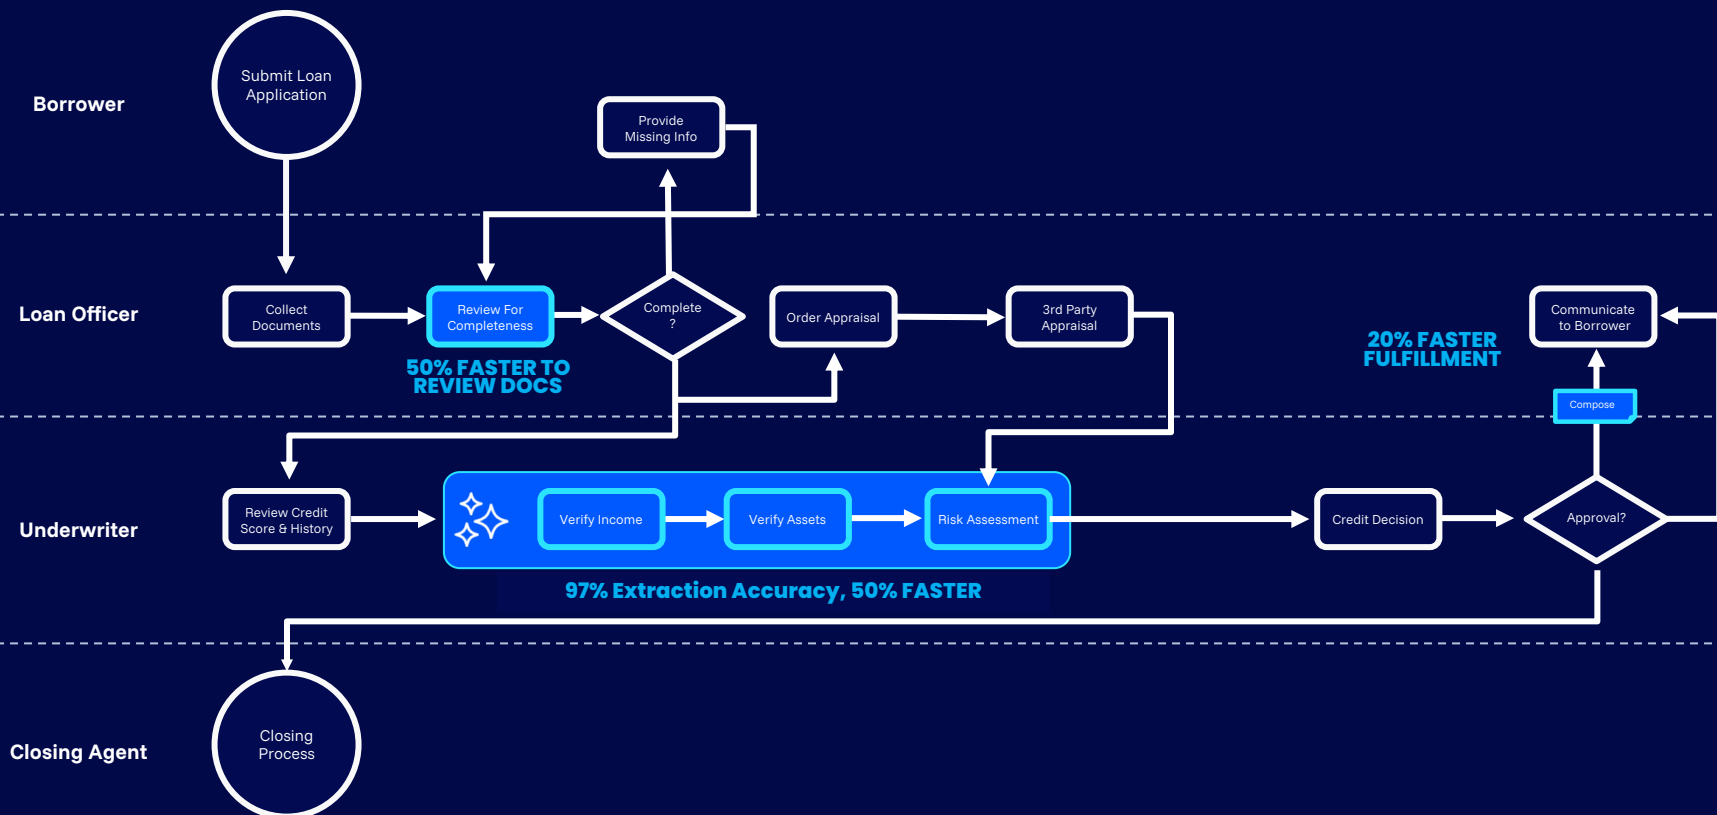 Submit Loan
Application
Borrower
Provide
Missing Info
Loan Officer
Collect
Documents
Review For
Completeness
Complete
?
Order Appraisal
3rd Party
Appraisal
Communicate
to Borrower
50% FASTER TO
REVIEW DOCS
20% FASTER
FULFILLMENT
Compose
Underwriter
Review Credit
Score & History
Verify Income
Verify Assets
Risk Assessment
Credit Decision
Approval?
97% Extraction Accuracy, 50% FASTER
Closing Agent
Closing
Process